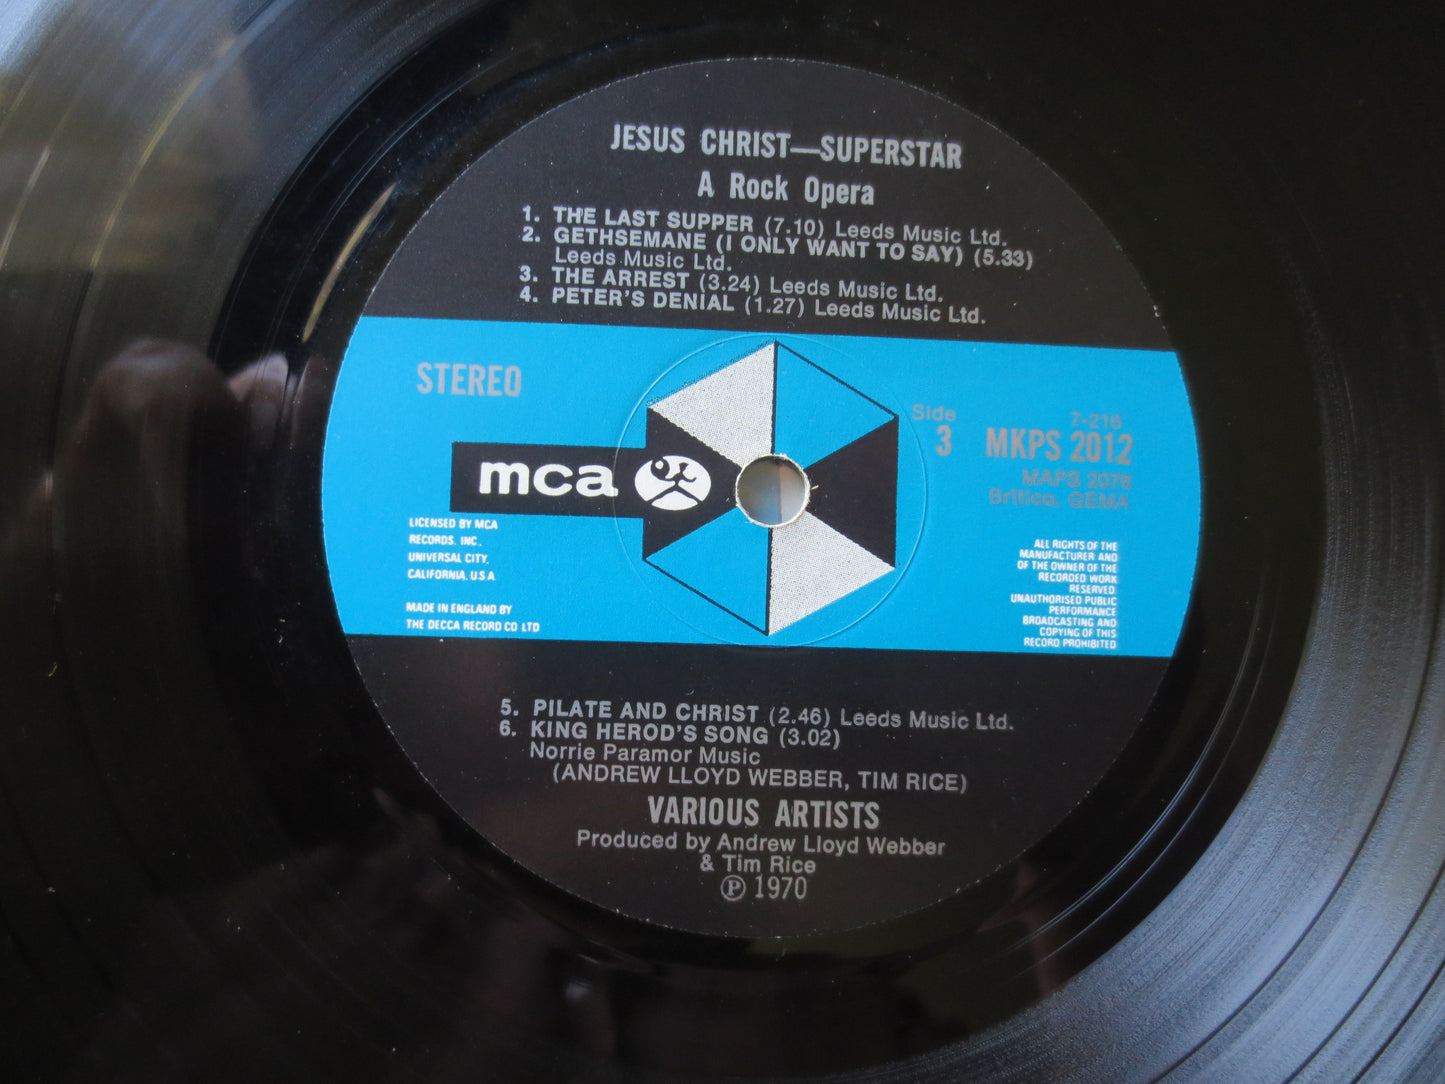 JESUS CHRIST—SUPERSTAR
A Rock Opera
1. THE LAST SUPPER (7.10) Leeds Music Ltd.
2. GETHSEMANE (I ONLY WANT TO SAY) (5.33)
Leeds Music Ltd.
3. THE ARREST (3.24) Leeds Music Ltd.
4. PETER'S DENIAL (1.27) Leeds Music Ltd.
STEREO
mca
LICENSED BY MCA
RECORDS. INC.
UNIVERSAL CITY,
CALIFORNIA. U.S.A
MADE IN ENGLAND BY
THE DECCA RECORD CO LTD
Side
3
7-216
MKPS 2012
MAPS 2076
Britico, GEMA
ALL RIGHTS OF THE
MANUFACTURER AND
OF THE OWNER OF THE
RECORDED WORK
RESERVED
UNAUTHORISED PUBLIC
PERFORMANCE
BROADCASTING AND
COPYING OF THIS
RECORD PROHIBITED
5. PILATE AND CHRIST (2.46) Leeds Music Ltd.
6. KING HEROD'S SONG (3.02)
Norrie Paramor Music
(ANDREW LLOYD WEBBER, TIM RICE)
VARIOUS ARTISTS
Produced by Andrew Lloyd Webber
& Tim Rice
℗ 1970